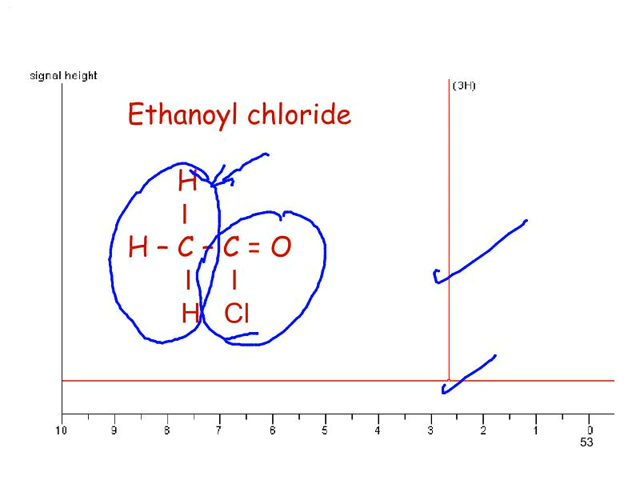 signal height
(3H)
Ethanoyl chloride
H
H – C – C = O
H Cl
10 9 8 7 6 5 4 3 2 1 0
53